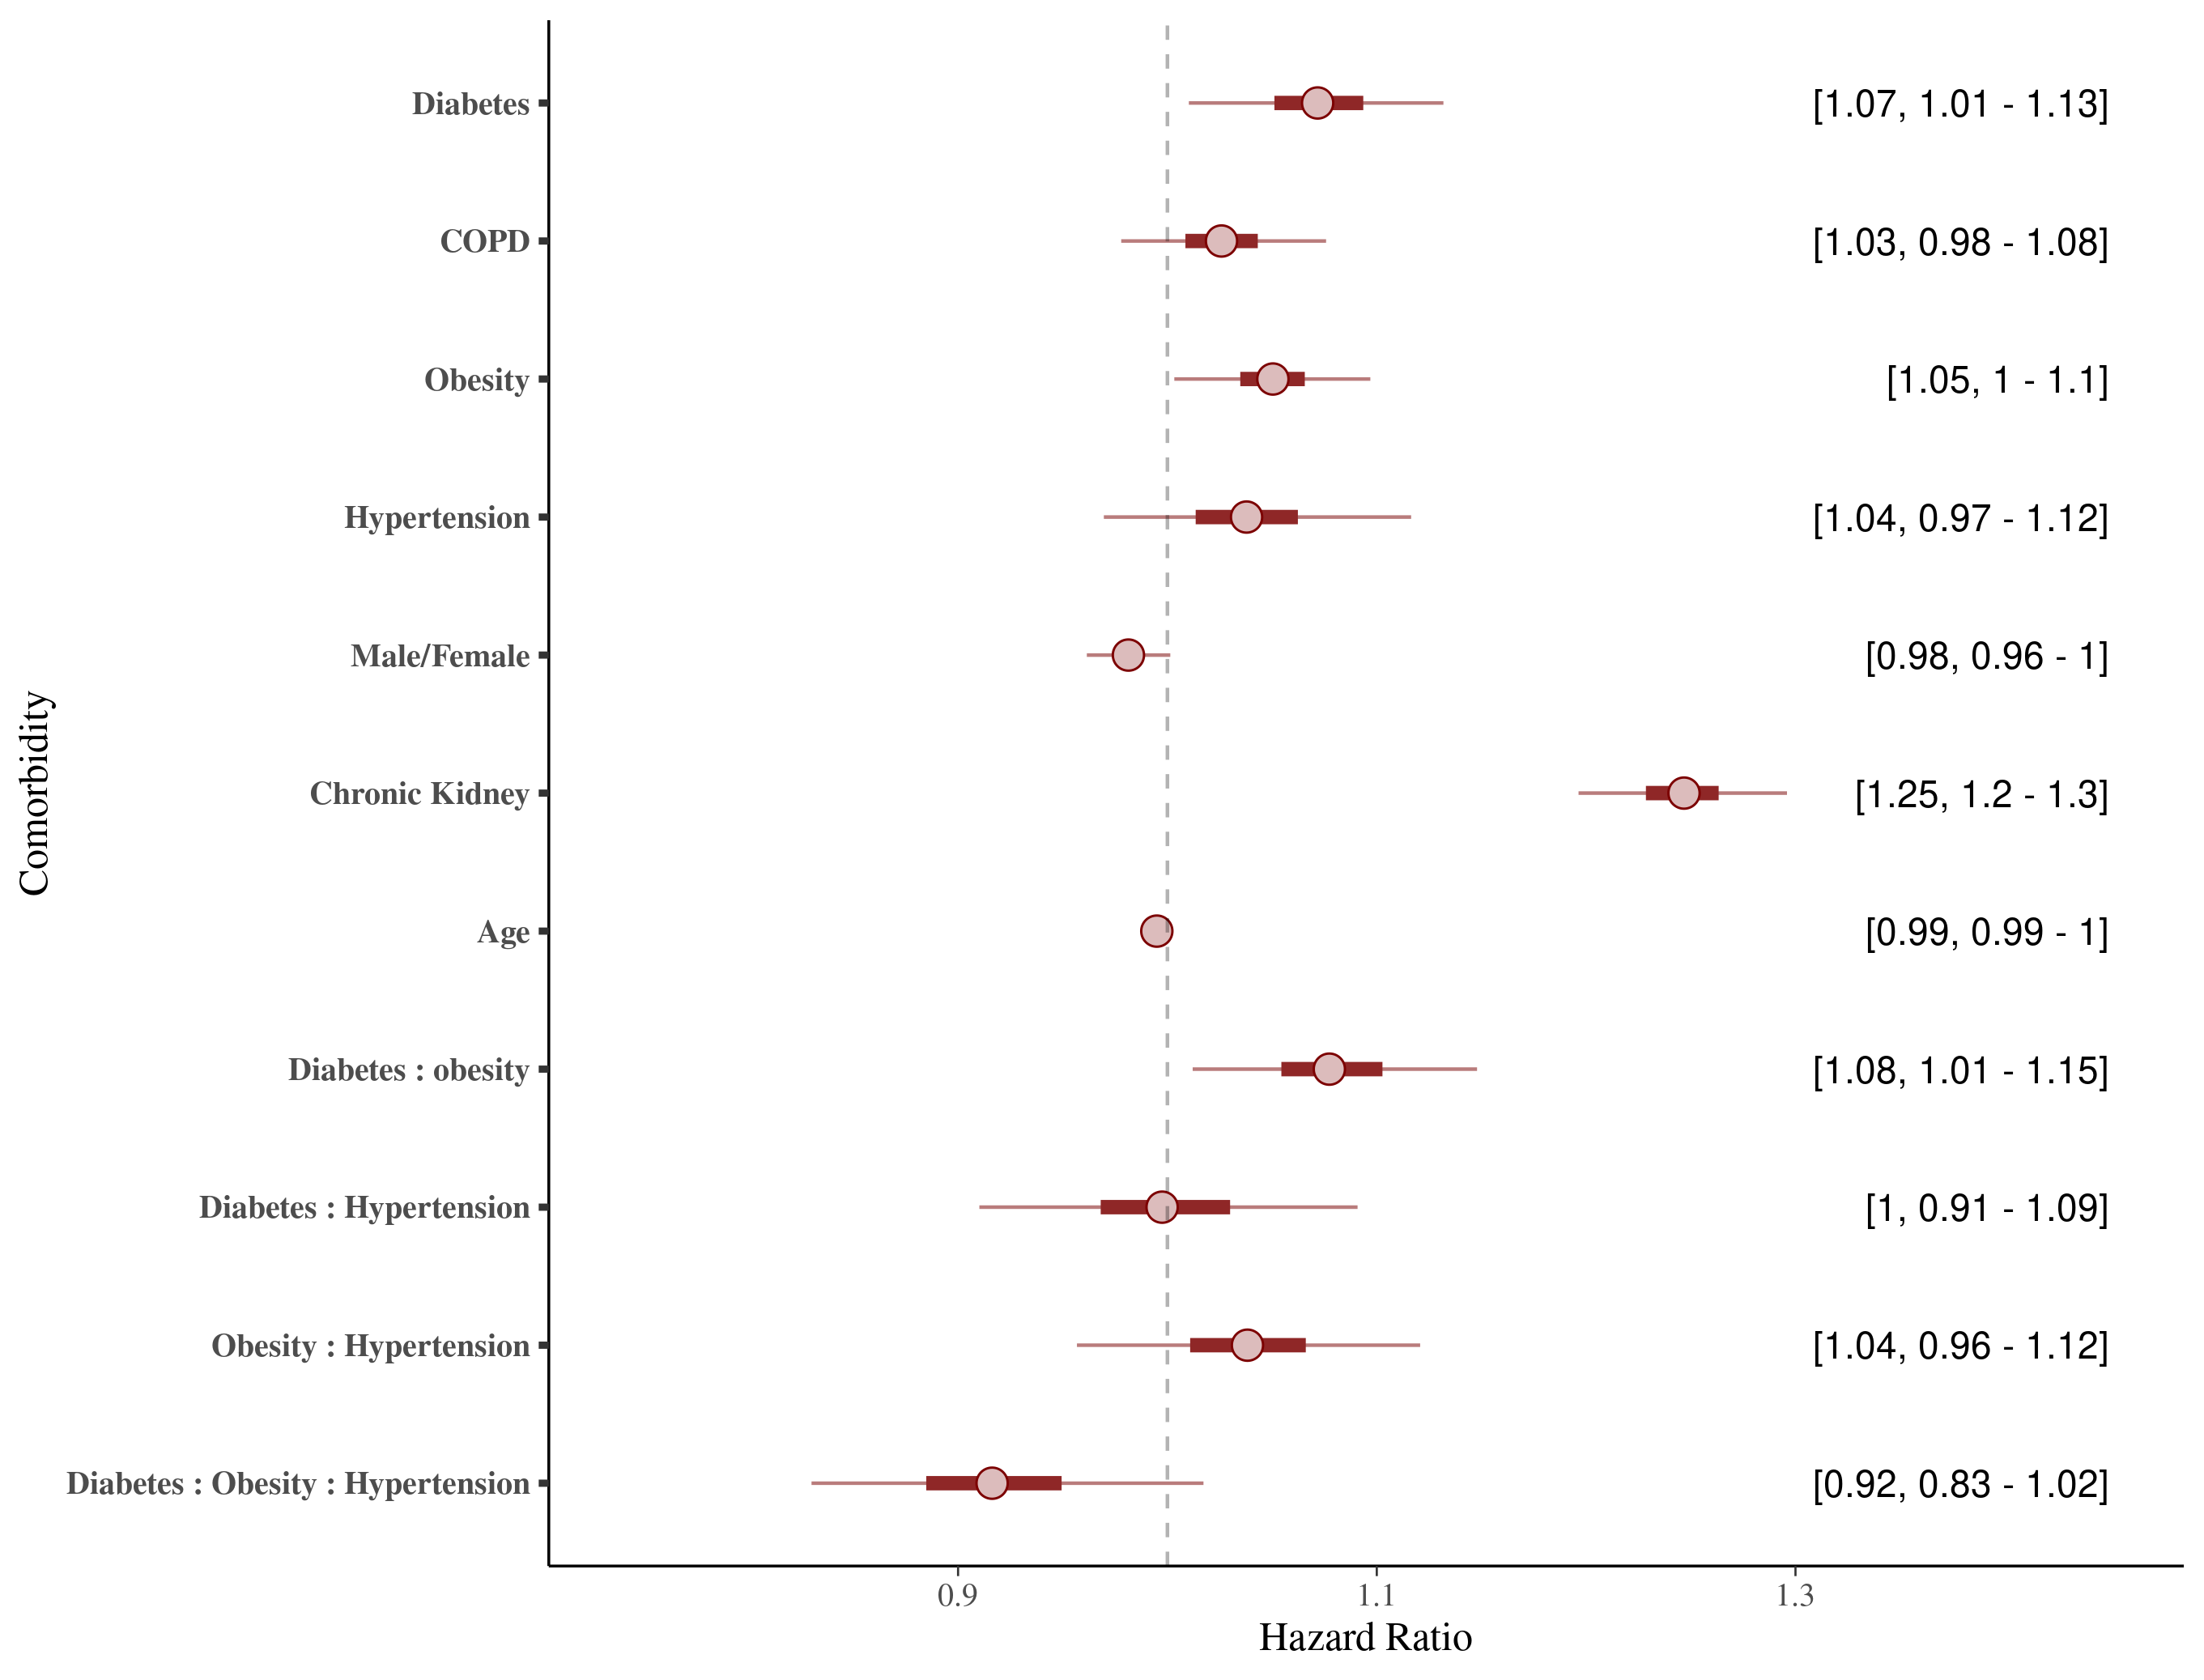 Comorbidity
Diabetes [1.07, 1.01 - 1.13]
COPD [1.03, 0.98 - 1.08]
Obesity [1.05, 1 - 1.1]
Hypertension [1.04, 0.97 - 1.12]
Male/Female [0.98, 0.96 - 1]
Chronic Kidney [1.25, 1.2 - 1.3]
Age [0.99, 0.99 - 1]
Diabetes : obesity [1.08, 1.01 - 1.15]
Diabetes : Hypertension [1, 0.91 - 1.09]
Obesity : Hypertension [1.04, 0.96 - 1.12]
Diabetes : Obesity : Hypertension [0.92, 0.83 - 1.02]
0.9 1.1 1.3
Hazard Ratio